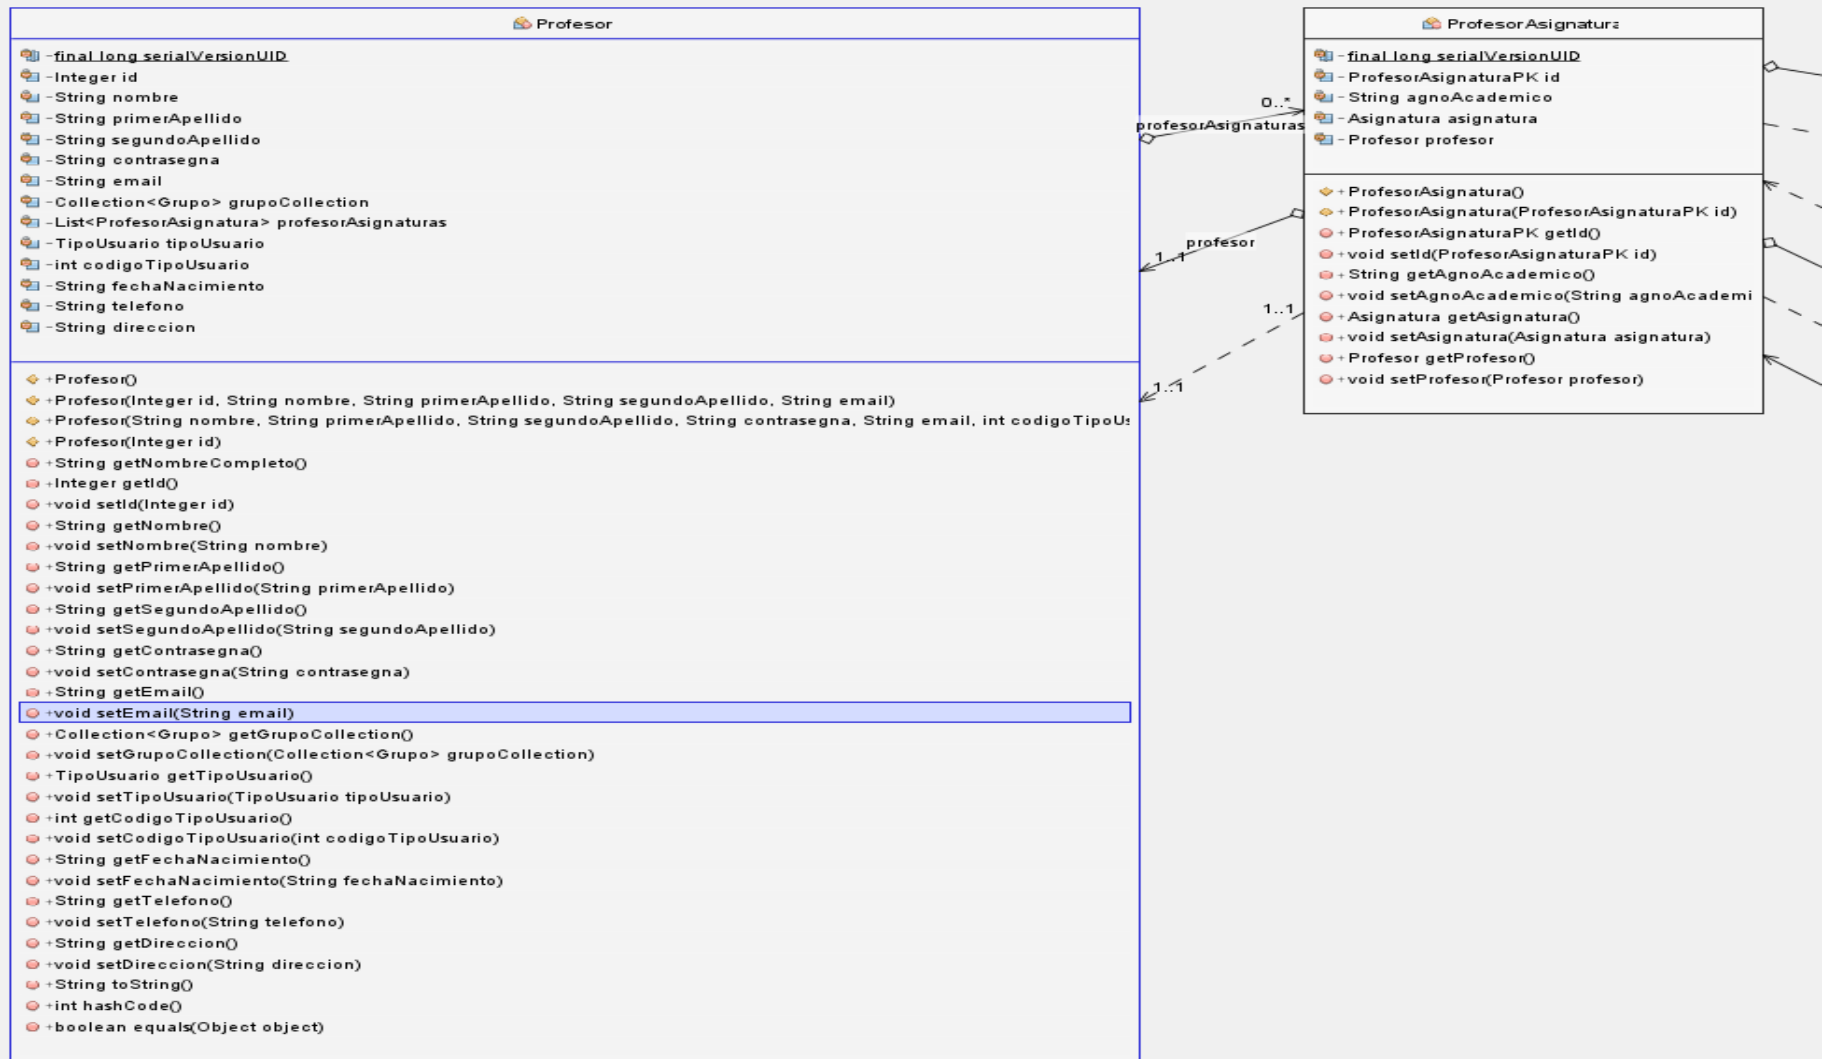 Profesor
-final long serialVersionUID
-Integer id
-String nombre
-String primerApellido
-String segundoApellido
-String contrasegna
-String email
-Collection<Grupo> grupoCollection
-List<ProfesorAsignatura> profesorAsignaturas
-TipoUsuario tipoUsuario
-int codigoTipoUsuario
-String fechaNacimiento
-String telefono
-String direccion
+Profesor()
+Profesor(Integer id, String nombre, String primerApellido, String segundoApellido, String email)
+Profesor(String nombre, String primerApellido, String segundoApellido, String contrasegna, String email, int codigoTipoUs
+Profesor(Integer id)
+String getNombreCompleto()
+Integer getId()
+void setId(Integer id)
+String getNombre()
+void setNombre(String nombre)
+String getPrimerApellido()
+void setPrimerApellido(String primerApellido)
+String getSegundoApellido()
+void setSegundoApellido(String segundoApellido)
+String getContrasegna()
+void setContrasegna(String contrasegna)
+String getEmail()
+void setEmail(String email)
+Collection<Grupo> getGrupoCollection()
+void setGrupoCollection(Collection<Grupo> grupoCollection)
+TipoUsuario getTipoUsuario()
+void setTipoUsuario(TipoUsuario tipoUsuario)
+int getCodigoTipoUsuario()
+void setCodigoTipoUsuario(int codigoTipoUsuario)
+String getFechaNacimiento()
+void setFechaNacimiento(String fechaNacimiento)
+String getTelefono()
+void setTelefono(String telefono)
+String getDireccion()
+void setDireccion(String direccion)
+String toString()
+int hashCode()
+boolean equals(Object object)
0..*
profesorAsignaturas
profesor
1..1
1..1
1..1
ProfesorAsignatura
-final long serialVersionUID
-ProfesorAsignaturaPK id
-String agnoAcademico
-Asignatura asignatura
-Profesor profesor
+ProfesorAsignatura()
+ProfesorAsignatura(ProfesorAsignaturaPK id)
+ProfesorAsignaturaPK getId()
+void setId(ProfesorAsignaturaPK id)
+String getAgnoAcademico()
+void setAgnoAcademico(String agnoAcademi
+Asignatura getAsignatura()
+void setAsignatura(Asignatura asignatura)
+Profesor getProfesor()
+void setProfesor(Profesor profesor)